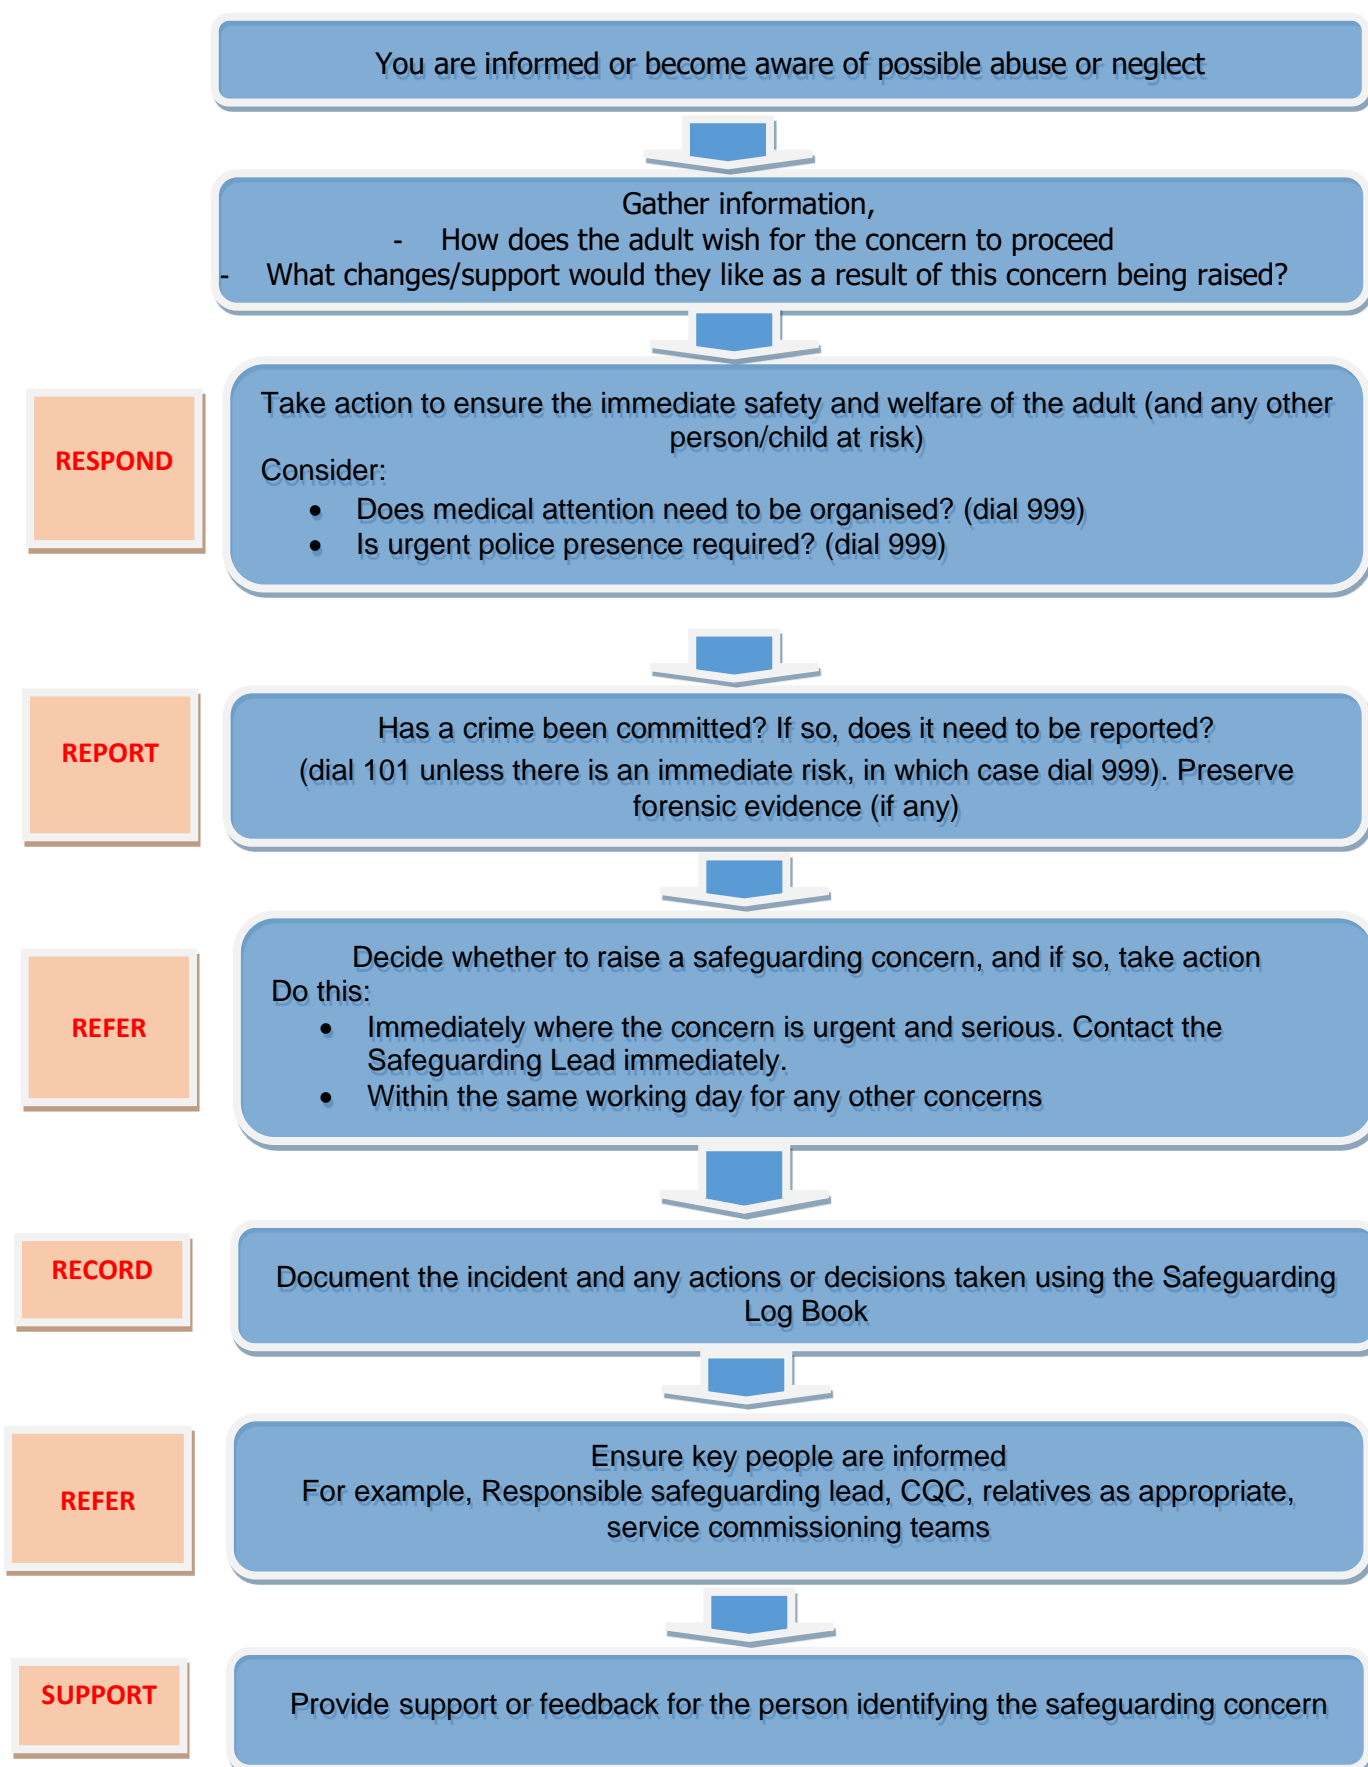 You are informed or become aware of possible abuse or neglect
Gather information,
- How does the adult wish for the concern to proceed
- What changes/support would they like as a result of this concern being raised?
RESPOND
Take action to ensure the immediate safety and welfare of the adult (and any other
person/child at risk)
Consider:
• Does medical attention need to be organised? (dial 999)
• Is urgent police presence required? (dial 999)
REPORT
Has a crime been committed? If so, does it need to be reported?
(dial 101 unless there is an immediate risk, in which case dial 999). Preserve
forensic evidence (if any)
REFER
Decide whether to raise a safeguarding concern, and if so, take action
Do this:
• Immediately where the concern is urgent and serious. Contact the
Safeguarding Lead immediately.
• Within the same working day for any other concerns
RECORD
Document the incident and any actions or decisions taken using the Safeguarding
Log Book
REFER
Ensure key people are informed
For example, Responsible safeguarding lead, CQC, relatives as appropriate,
service commissioning teams
SUPPORT
Provide support or feedback for the person identifying the safeguarding concern